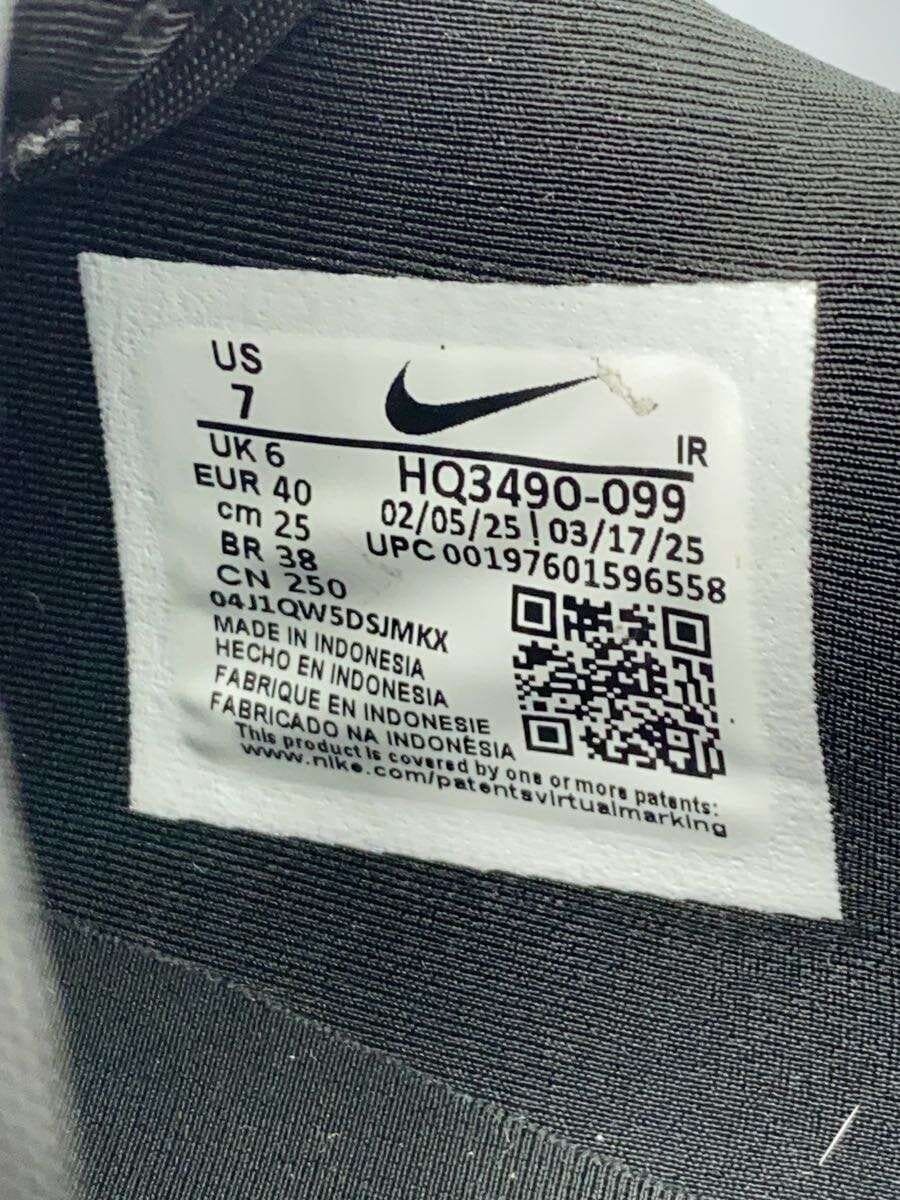 US
7
IR
UK 6
HQ3490-099
EUR 40
02/05/25 | 03/17/25
cm 25
UPC 00197601596558
BR 38
CN 250
04J1QW5DSJMKX
MADE IN INDONESIA
HECHO EN INDONESIA
FABRIQUE EN INDONESIE
FABRICADO NA INDONÉSIA
This product is covered by one or more patents:
www.nike.com/patentsvirtualmarking